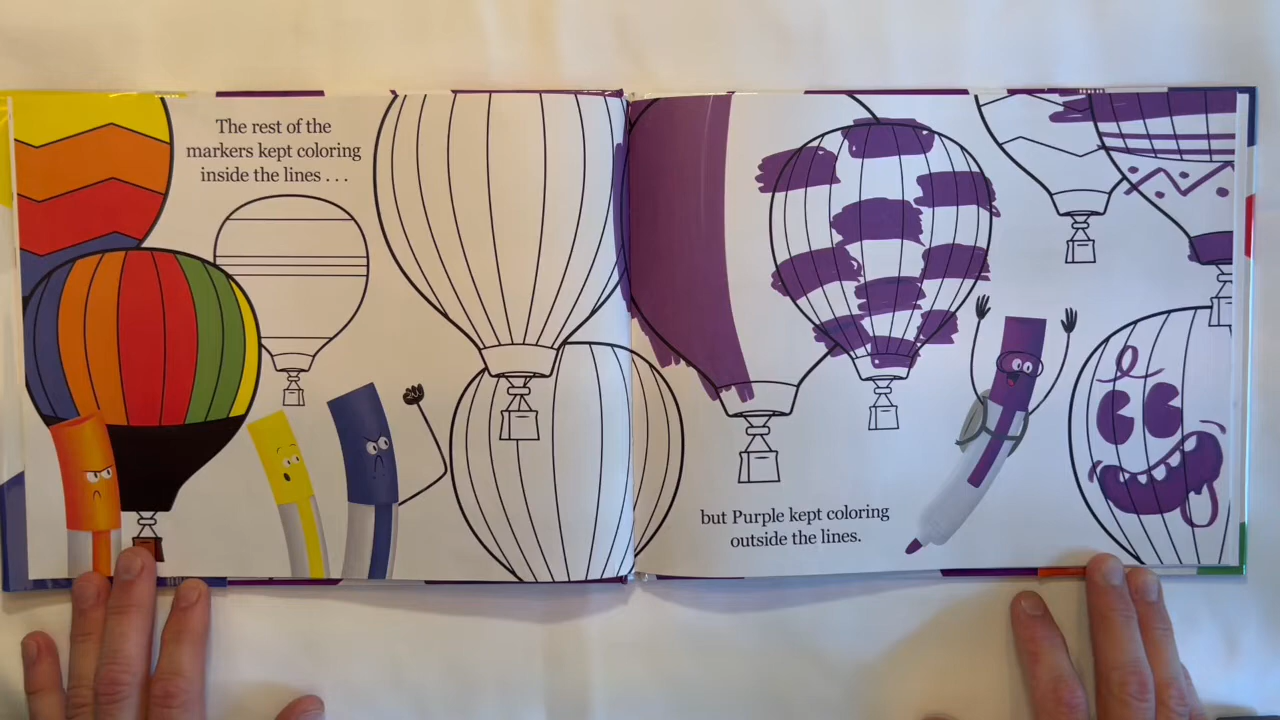 The rest of the
markers kept coloring
inside the lines . . .
but Purple kept coloring
outside the lines.